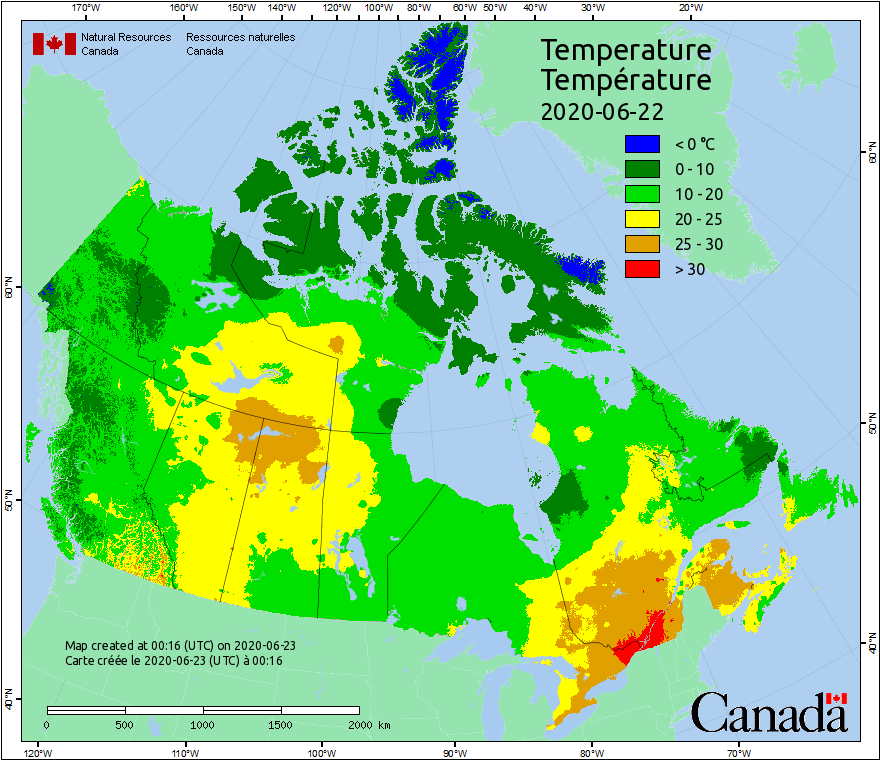 170°W 160°W 150°W 140°W 120°W 100°W 80°W 60°W 50°W 40°W 30°W 20°W
Natural Resources Ressources naturelles
Canada Canada
Temperature
Température
2020-06-22
< 0 °C
0 - 10
10 - 20
20 - 25
25 - 30
> 30
60°N
60°N
50°N
50°N
40°N
40°N
Map created at 00:16 (UTC) on 2020-06-23
Carte créée le 2020-06-23 (UTC) à 00:16
0 500 1000 1500 2000 km
Canada
120°W 110°W 100°W 90°W 80°W 70°W